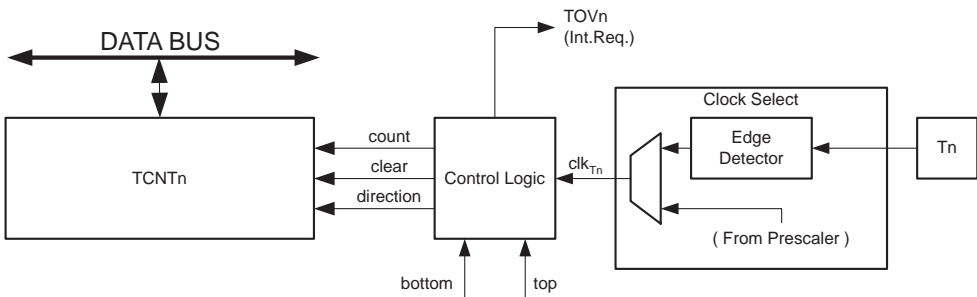 DATA BUS
TOVn
(Int.Req.)
Clock Select
TCNTn
count
clear
direction
Control Logic
clkTn
Edge
Detector
Tn
( From Prescaler )
bottom
top